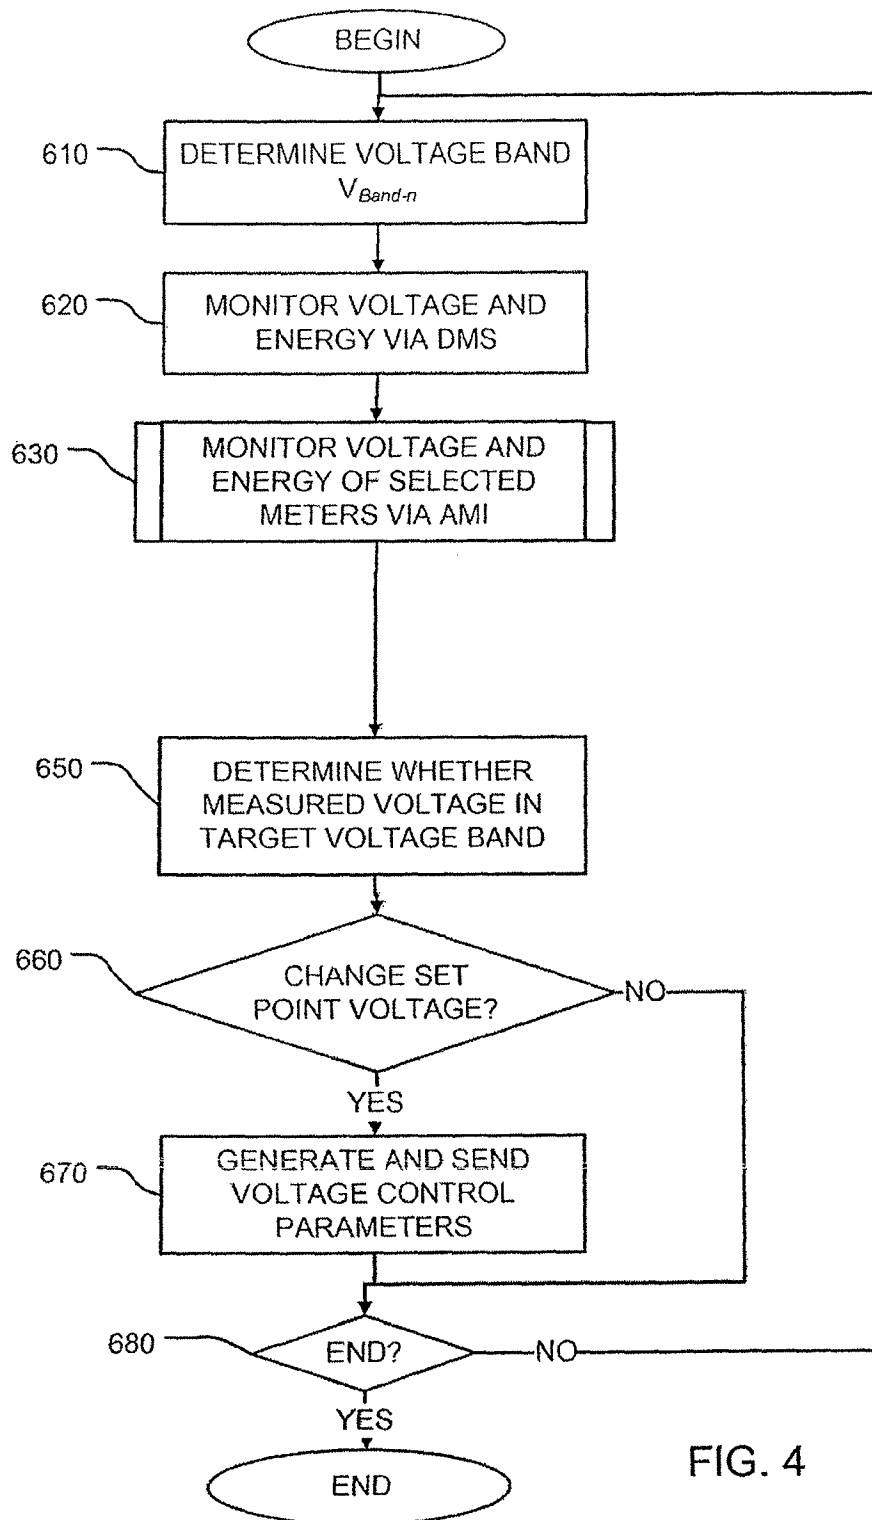 BEGIN
610
DETERMINE VOLTAGE BAND
V Band-n
620
MONITOR VOLTAGE AND
ENERGY VIA DMS
630
MONITOR VOLTAGE AND
ENERGY OF SELECTED
METERS VIA AMI
650
DETERMINE WHETHER
MEASURED VOLTAGE IN
TARGET VOLTAGE BAND
660
CHANGE SET
POINT VOLTAGE?
NO
YES
670
GENERATE AND SEND
VOLTAGE CONTROL
PARAMETERS
680
END?
NO
YES
END
FIG. 4